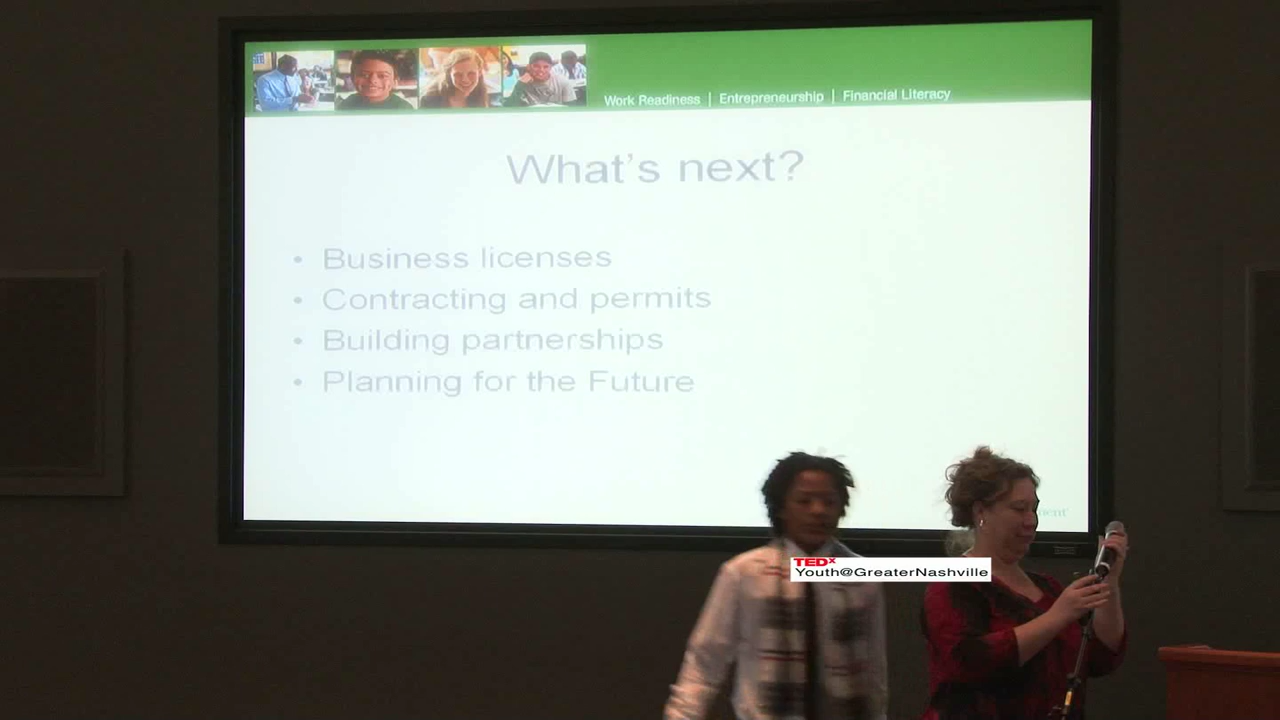 Work Readiness | Entrepreneurship | Financial Literacy
What's next?
• Business licenses
• Contracting and permits
• Building partnerships
• Planning for the Future
TEDx
Youth@GreaterNashville